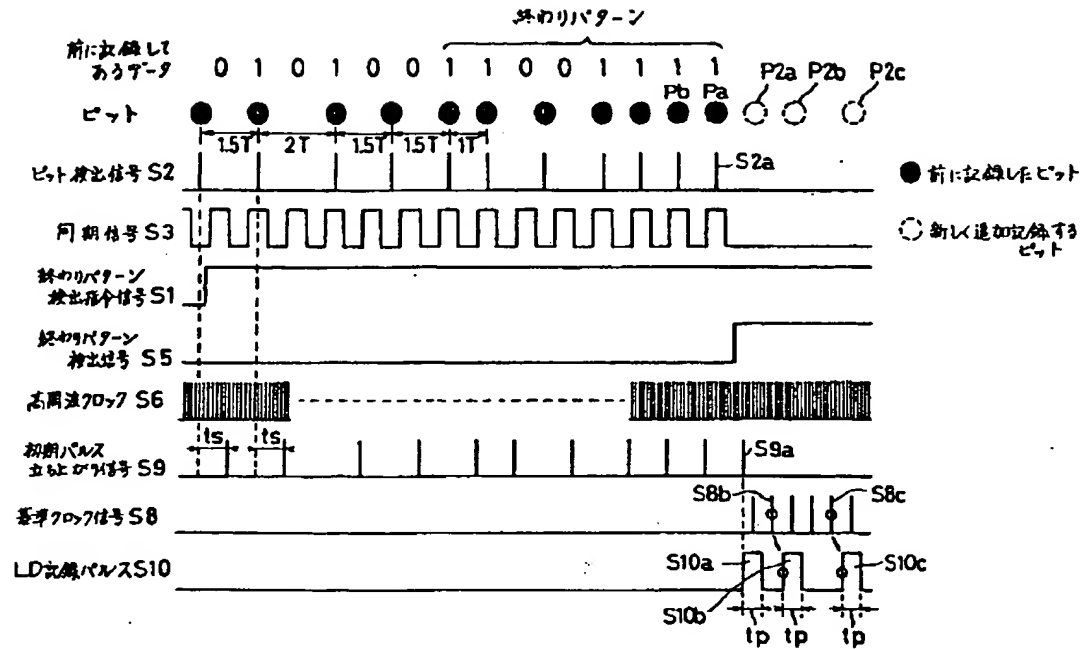 終わりパターン
前に記録して
あるデータ
0 1 0 1 0 0 1 1 0 0 1 1 1 1
Pb Pa P2a P2b P2c
ピット
1.5T 2T 1.5T 1.5T 1T
ピット検出信号 S2
S2a
前に記録したピット
同期信号 S3
新しく追加記録する
ピット
終わりパターン
検出指令信号 S1
終わりパターン
検出信号 S5
高周波クロック S6
ts ts
初期パルス
立ち上がり信号 S9
S9a
S8b S8c
基準クロック信号 S8
LD記録パルス S10
S10a S10c
S10b
tp tp tp